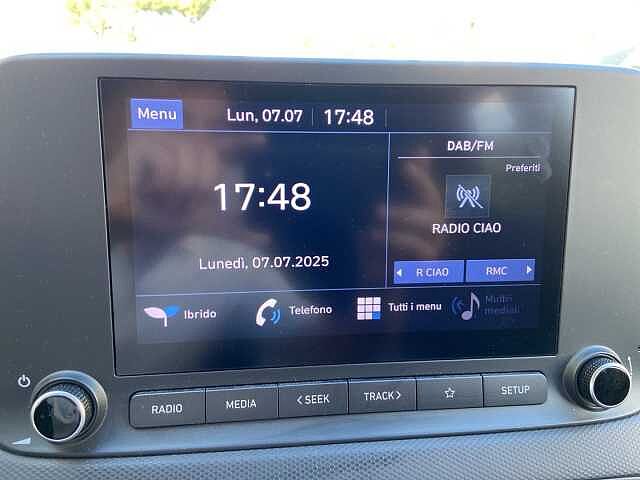 Menu
Lun, 07.07
17:48
17:48
Lunedì, 07.07.2025
DAB/FM
Preferiti
RADIO CIAO
R CIAO
RMC
Ibrido
Telefono
Tutti i menu
Multi
mediali
RADIO
MEDIA
SEEK
TRACK
SETUP